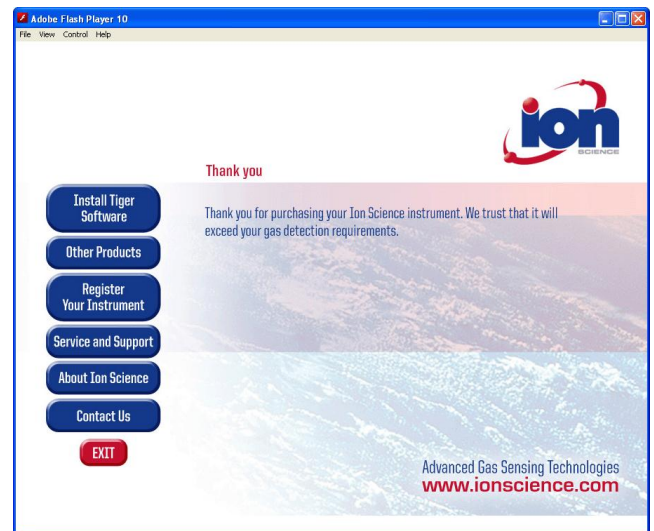 Adobe Flash Player 10
File View Control Help
ion
SCIENCE
Thank you
Thank you for purchasing your Ion Science instrument. We trust that it will
exceed your gas detection requirements.
Install Tiger
Software
Other Products
Register
Your Instrument
Service and Support
About Ion Science
Contact Us
EXIT
Advanced Gas Sensing Technologies
www.ionscience.com